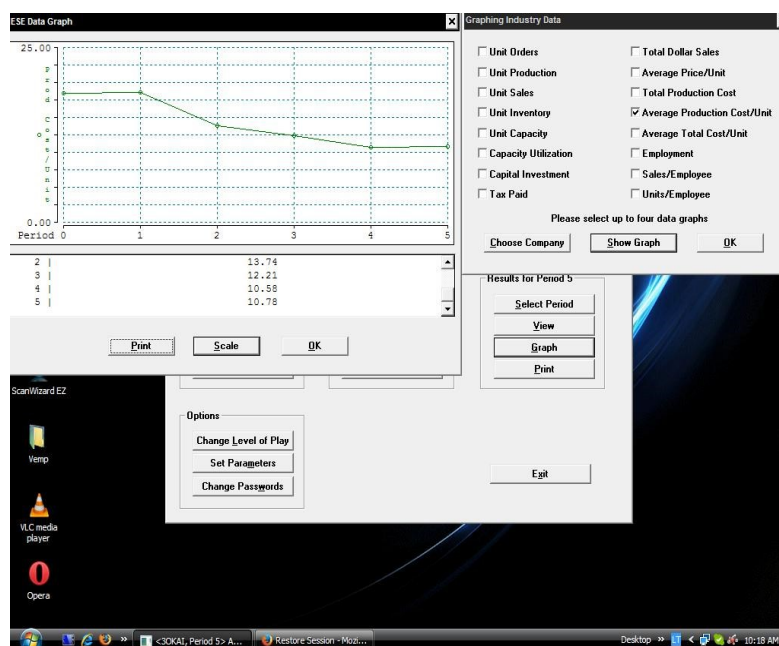 ESE Data Graph
25.00
Prod Cost/Unit
0.00
Period 0 1 2 3 4 5
2 | 13.74
3 | 12.21
4 | 10.58
5 | 10.78
Print Scale OK
Graphing Industry Data
Unit Orders
Unit Production
Unit Sales
Unit Inventory
Unit Capacity
Capacity Utilization
Capital Investment
Tax Paid
Total Dollar Sales
Average Price/Unit
Total Production Cost
Average Production Cost/Unit
Average Total Cost/Unit
Employment
Sales/Employee
Units/Employee
Please select up to four data graphs
Choose Company Show Graph OK
Results for Period 5
Select Period
View
Graph
Print
Options
Change Level of Play
Set Parameters
Change Passwords
Exit
ScanWizard EZ
Vemp
VLC media
player
Opera
<3OKAI, Period 5> A...
Restore Session - Mozi...
Desktop
LT
10:18 AM